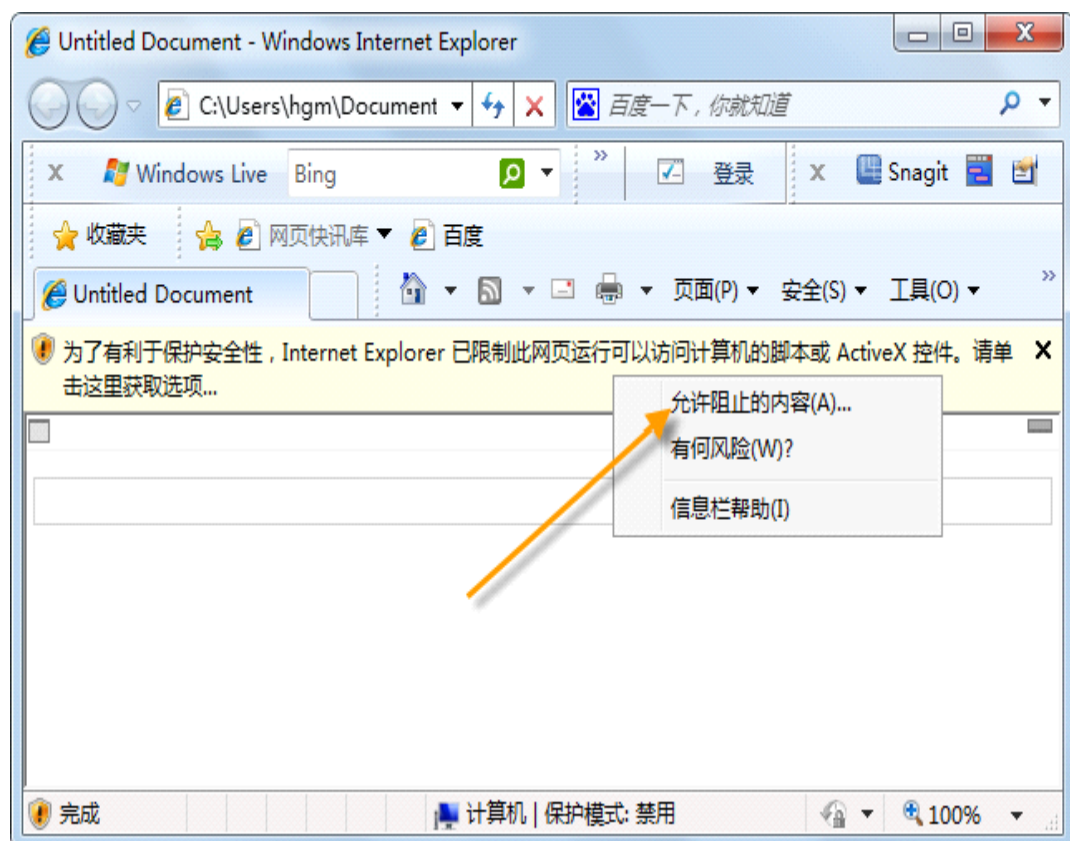 Untitled Document - Windows Internet Explorer
C:\Users\hgm\Document
百度一下，你就知道
x Windows Live Bing » 登录 x Snagit
收藏夹 网页快讯库 百度
Untitled Document 页面(P) 安全(S) 工具(O) »
为了有利于保护安全性，Internet Explorer 已限制此网页运行可以访问计算机的脚本或 ActiveX 控件。请单
击这里获取选项...
允许阻止的内容(A)...
有何风险(W)?
信息栏帮助(I)
完成 计算机 | 保护模式: 禁用 100%